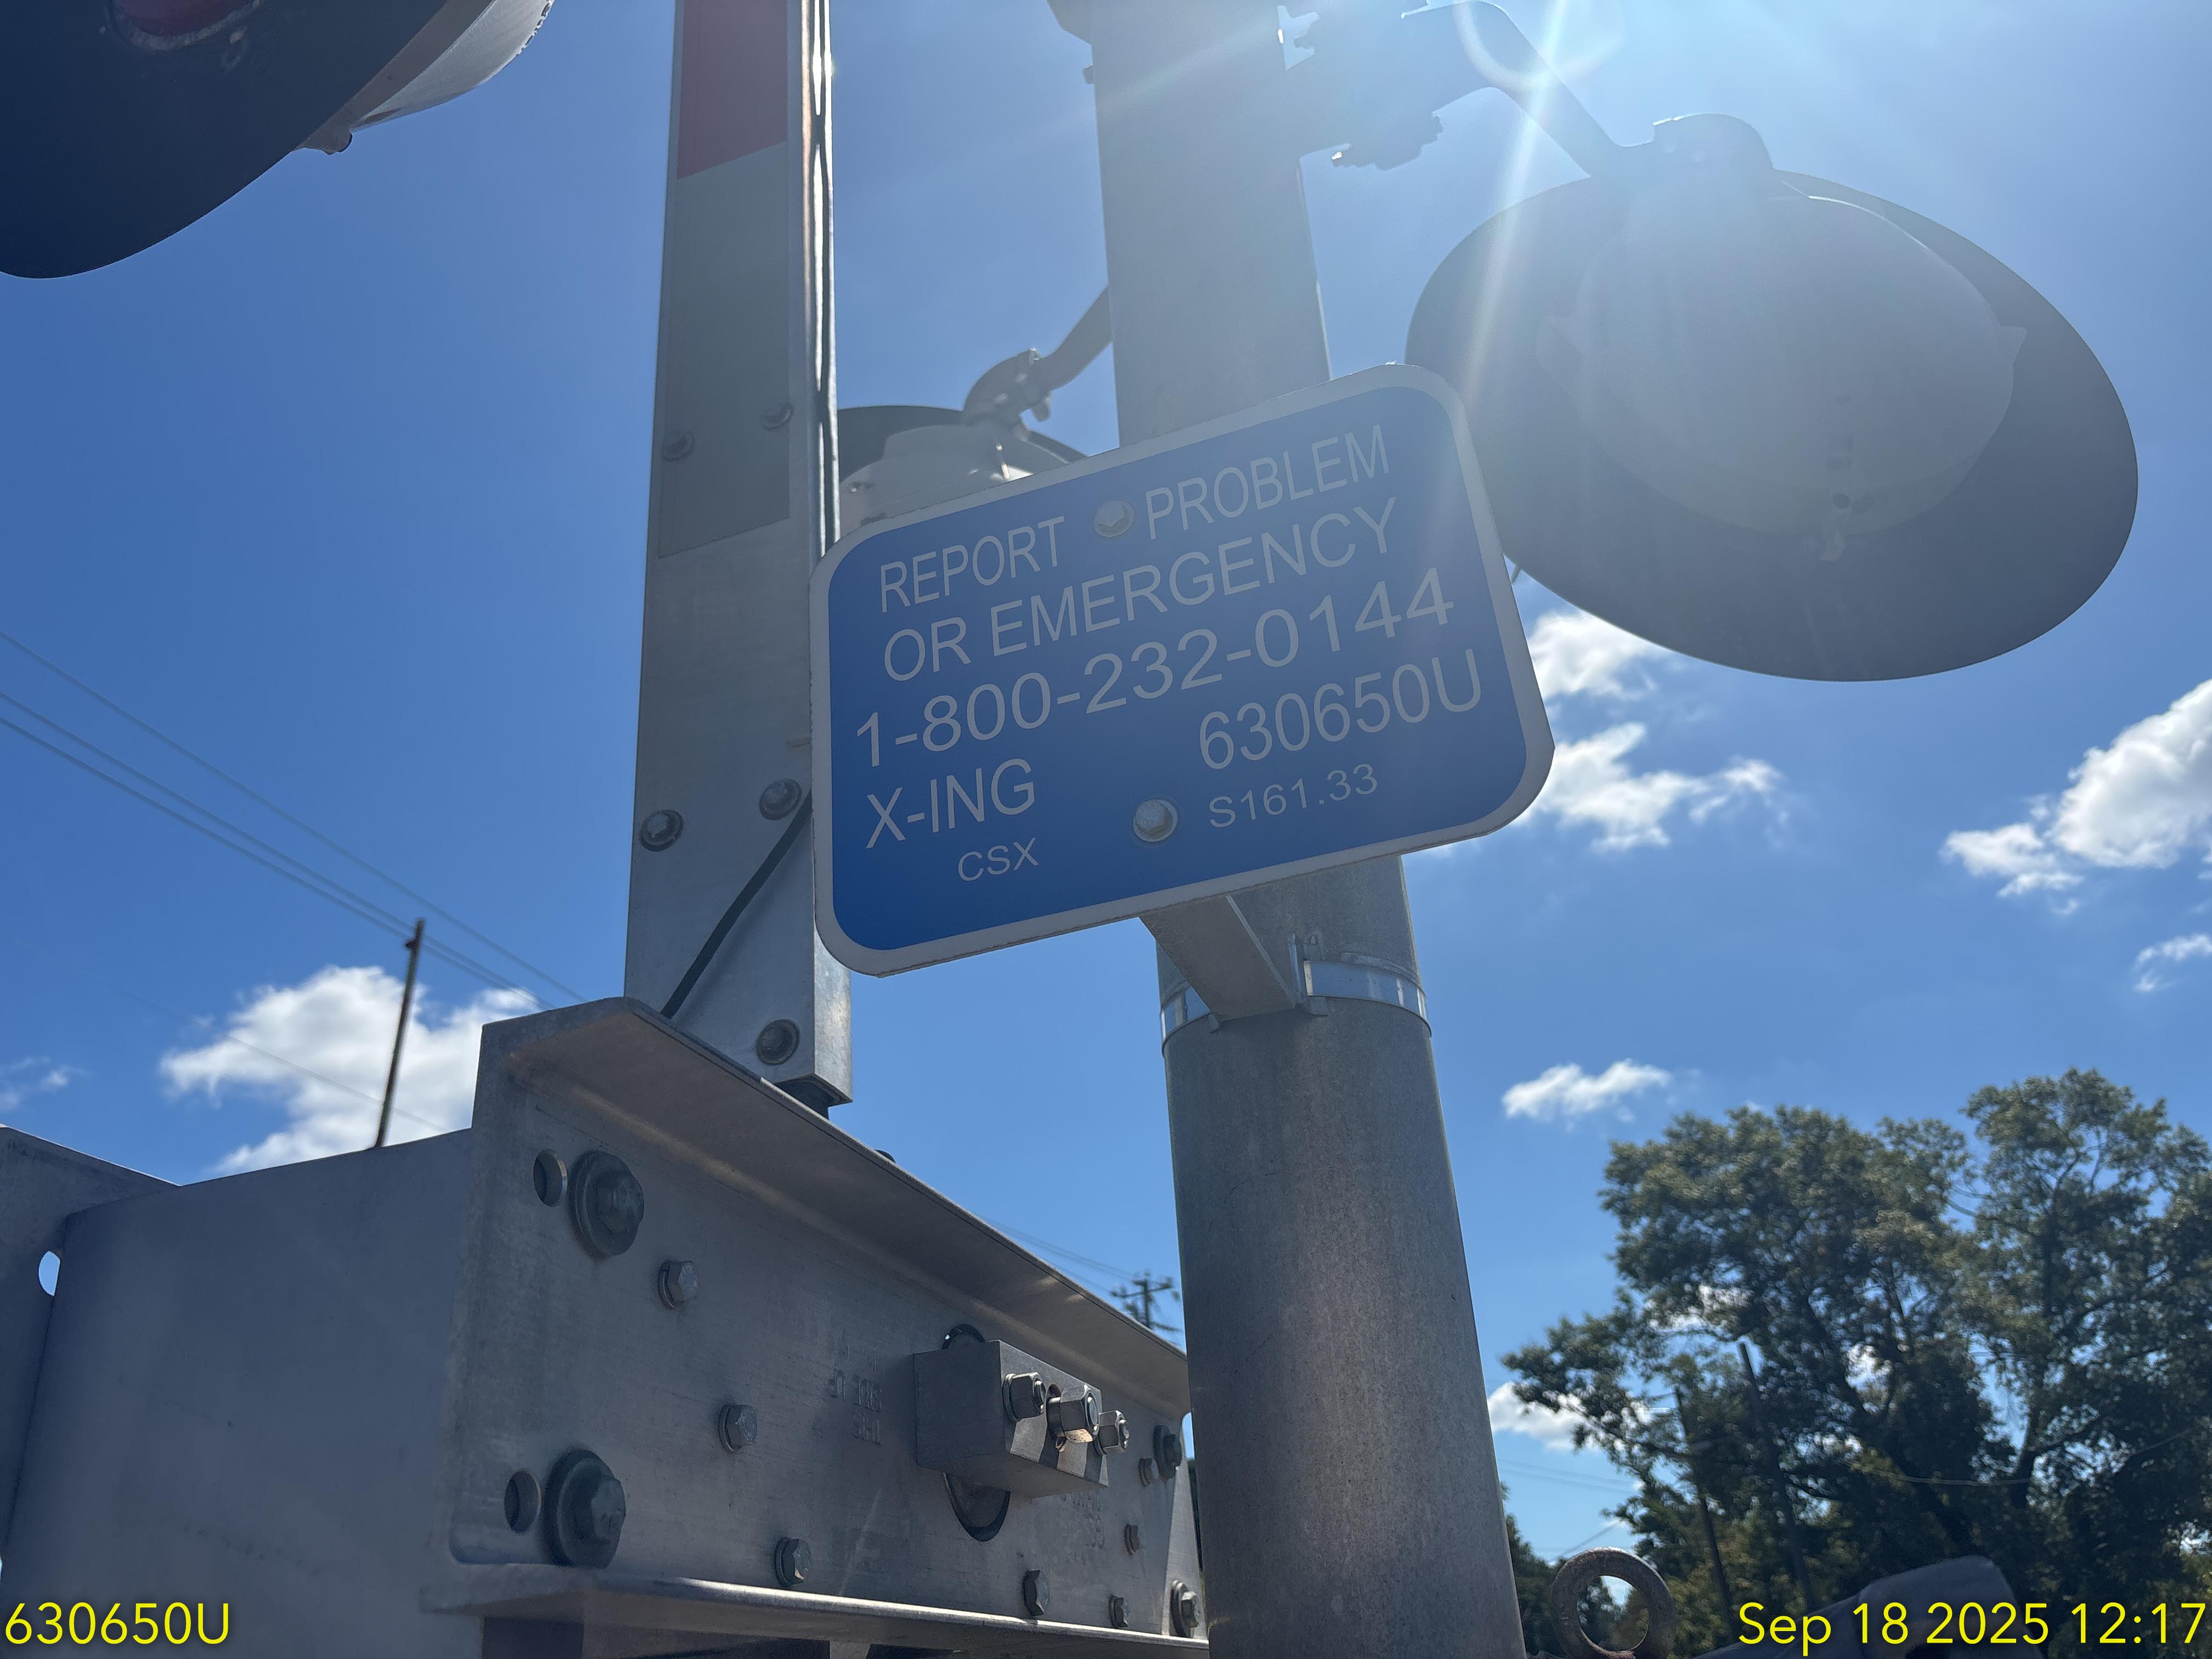 REPORT PROBLEM
OR EMERGENCY
1-800-232-0144
X-ING 630650U
CSX S161.33
630650U
Sep 18 2025 12:17